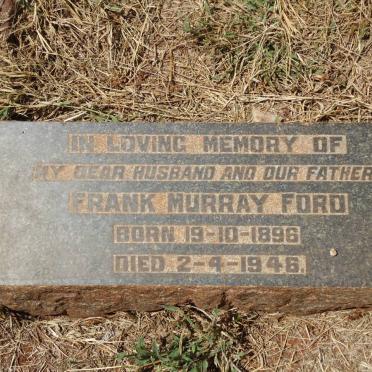 IN LOVING MEMORY OF
MY DEAR HUSBAND AND OUR FATHER
FRANK MURRAY FORD
BORN 19-10-1896
DIED 2-4-1946.